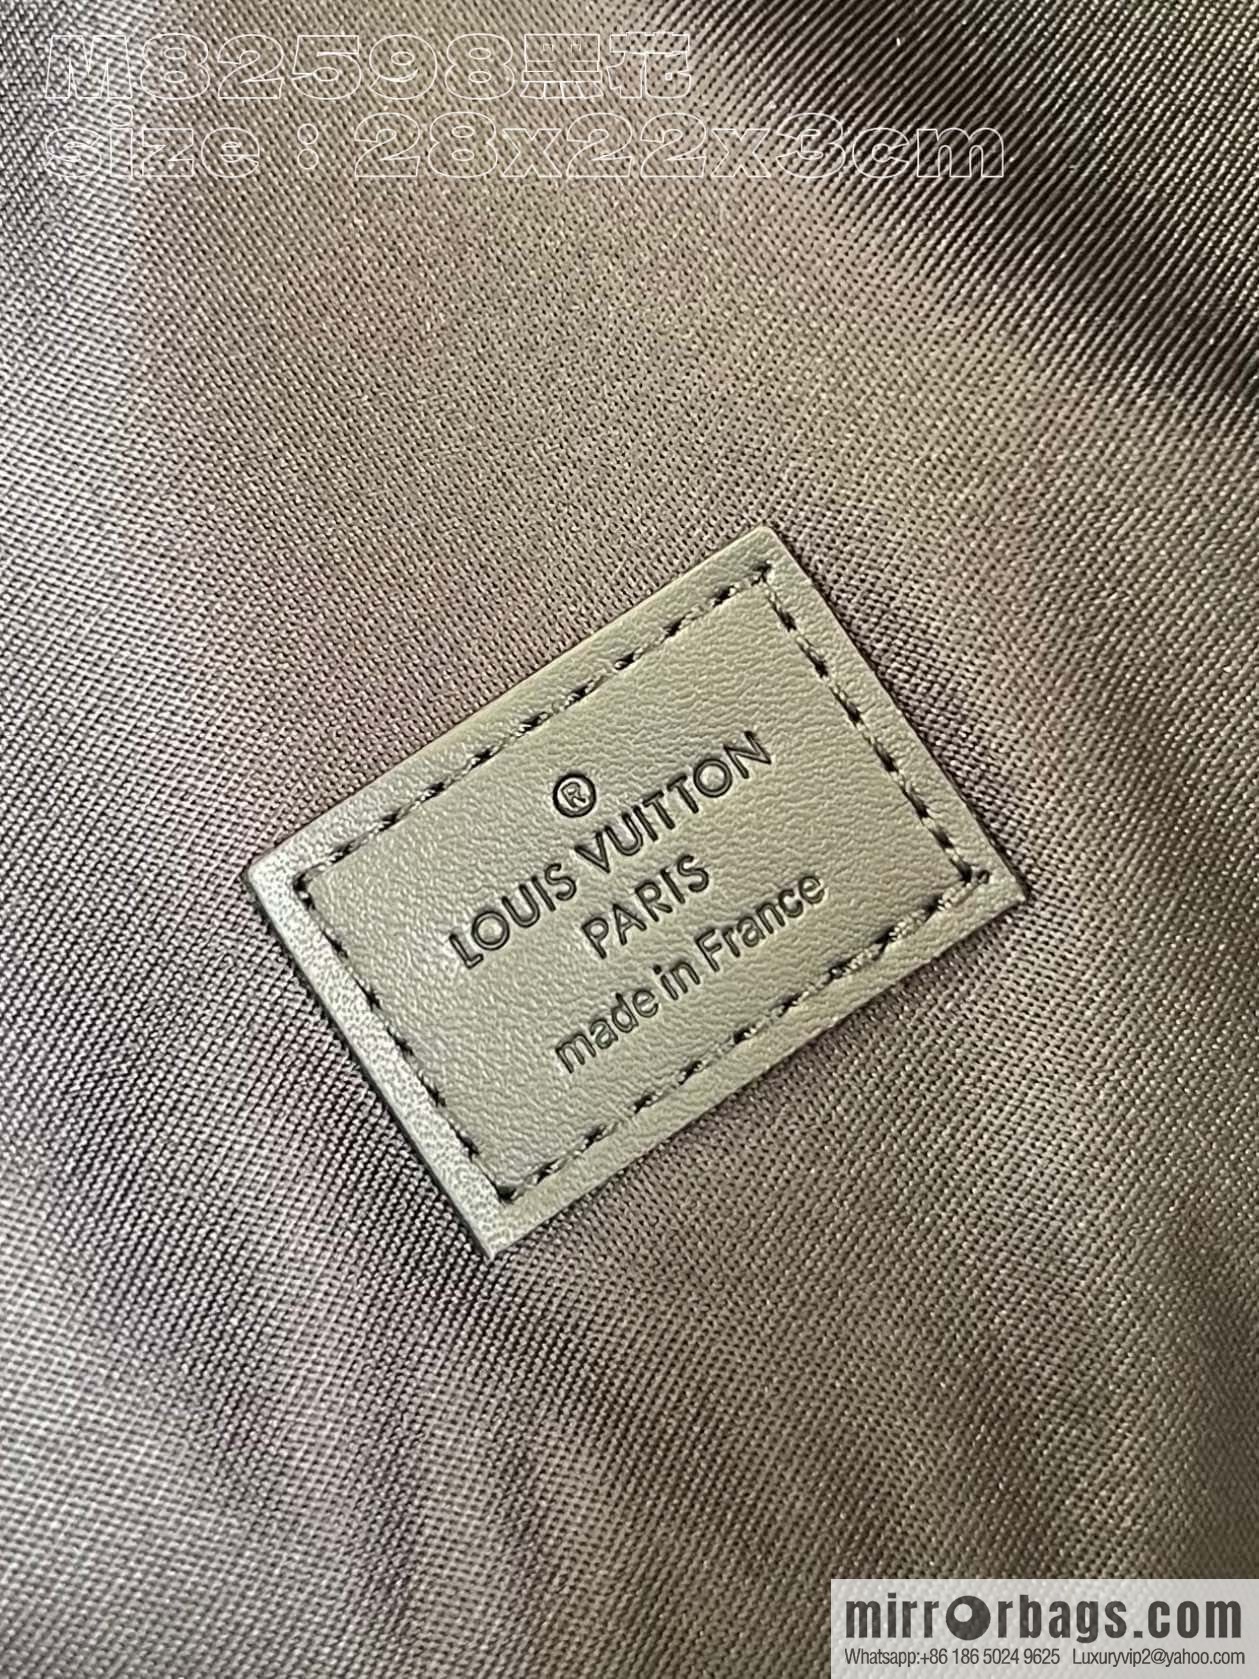 M82598黑花
size：28x22x3cm
®
LOUIS VUITTON
PARIS
made in France
mirrorbags.com
Whatsapp:+86 186 5024 9625 Luxuryvip2@yahoo.com